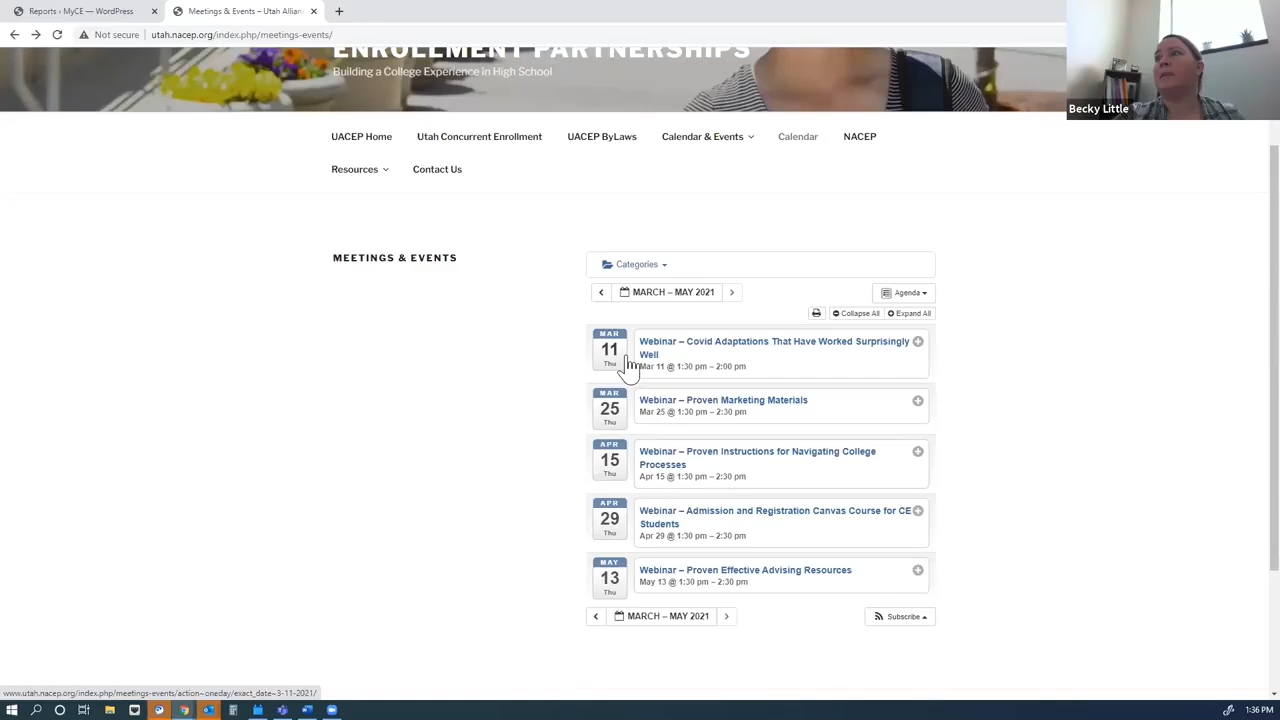 Reports ‹ MyCE — WordPress
Meetings & Events – Utah Allian
Not secure
utah.nacep.org/index.php/meetings-events/
ENROLLMENT PARTNERSHIPS
Building a College Experience in High School
Becky Little
UACEP Home
Utah Concurrent Enrollment
UACEP ByLaws
Calendar & Events
Calendar
NACEP
Resources
Contact Us
MEETINGS & EVENTS
Categories
MARCH – MAY 2021
Agenda
Collapse All
Expand All
MAR
11
Thu
Webinar – Covid Adaptations That Have Worked Surprisingly
Well
Mar 11 @ 1:30 pm – 2:00 pm
MAR
25
Thu
Webinar – Proven Marketing Materials
Mar 25 @ 1:30 pm – 2:30 pm
APR
15
Thu
Webinar – Proven Instructions for Navigating College
Processes
Apr 15 @ 1:30 pm – 2:30 pm
APR
29
Thu
Webinar – Admission and Registration Canvas Course for CE
Students
Apr 29 @ 1:30 pm – 2:30 pm
MAY
13
Thu
Webinar – Proven Effective Advising Resources
May 13 @ 1:30 pm – 2:30 pm
MARCH – MAY 2021
Subscribe
www.utah.nacep.org/index.php/meetings-events/action~oneday/exact_date~3-11-2021/
1:36 PM